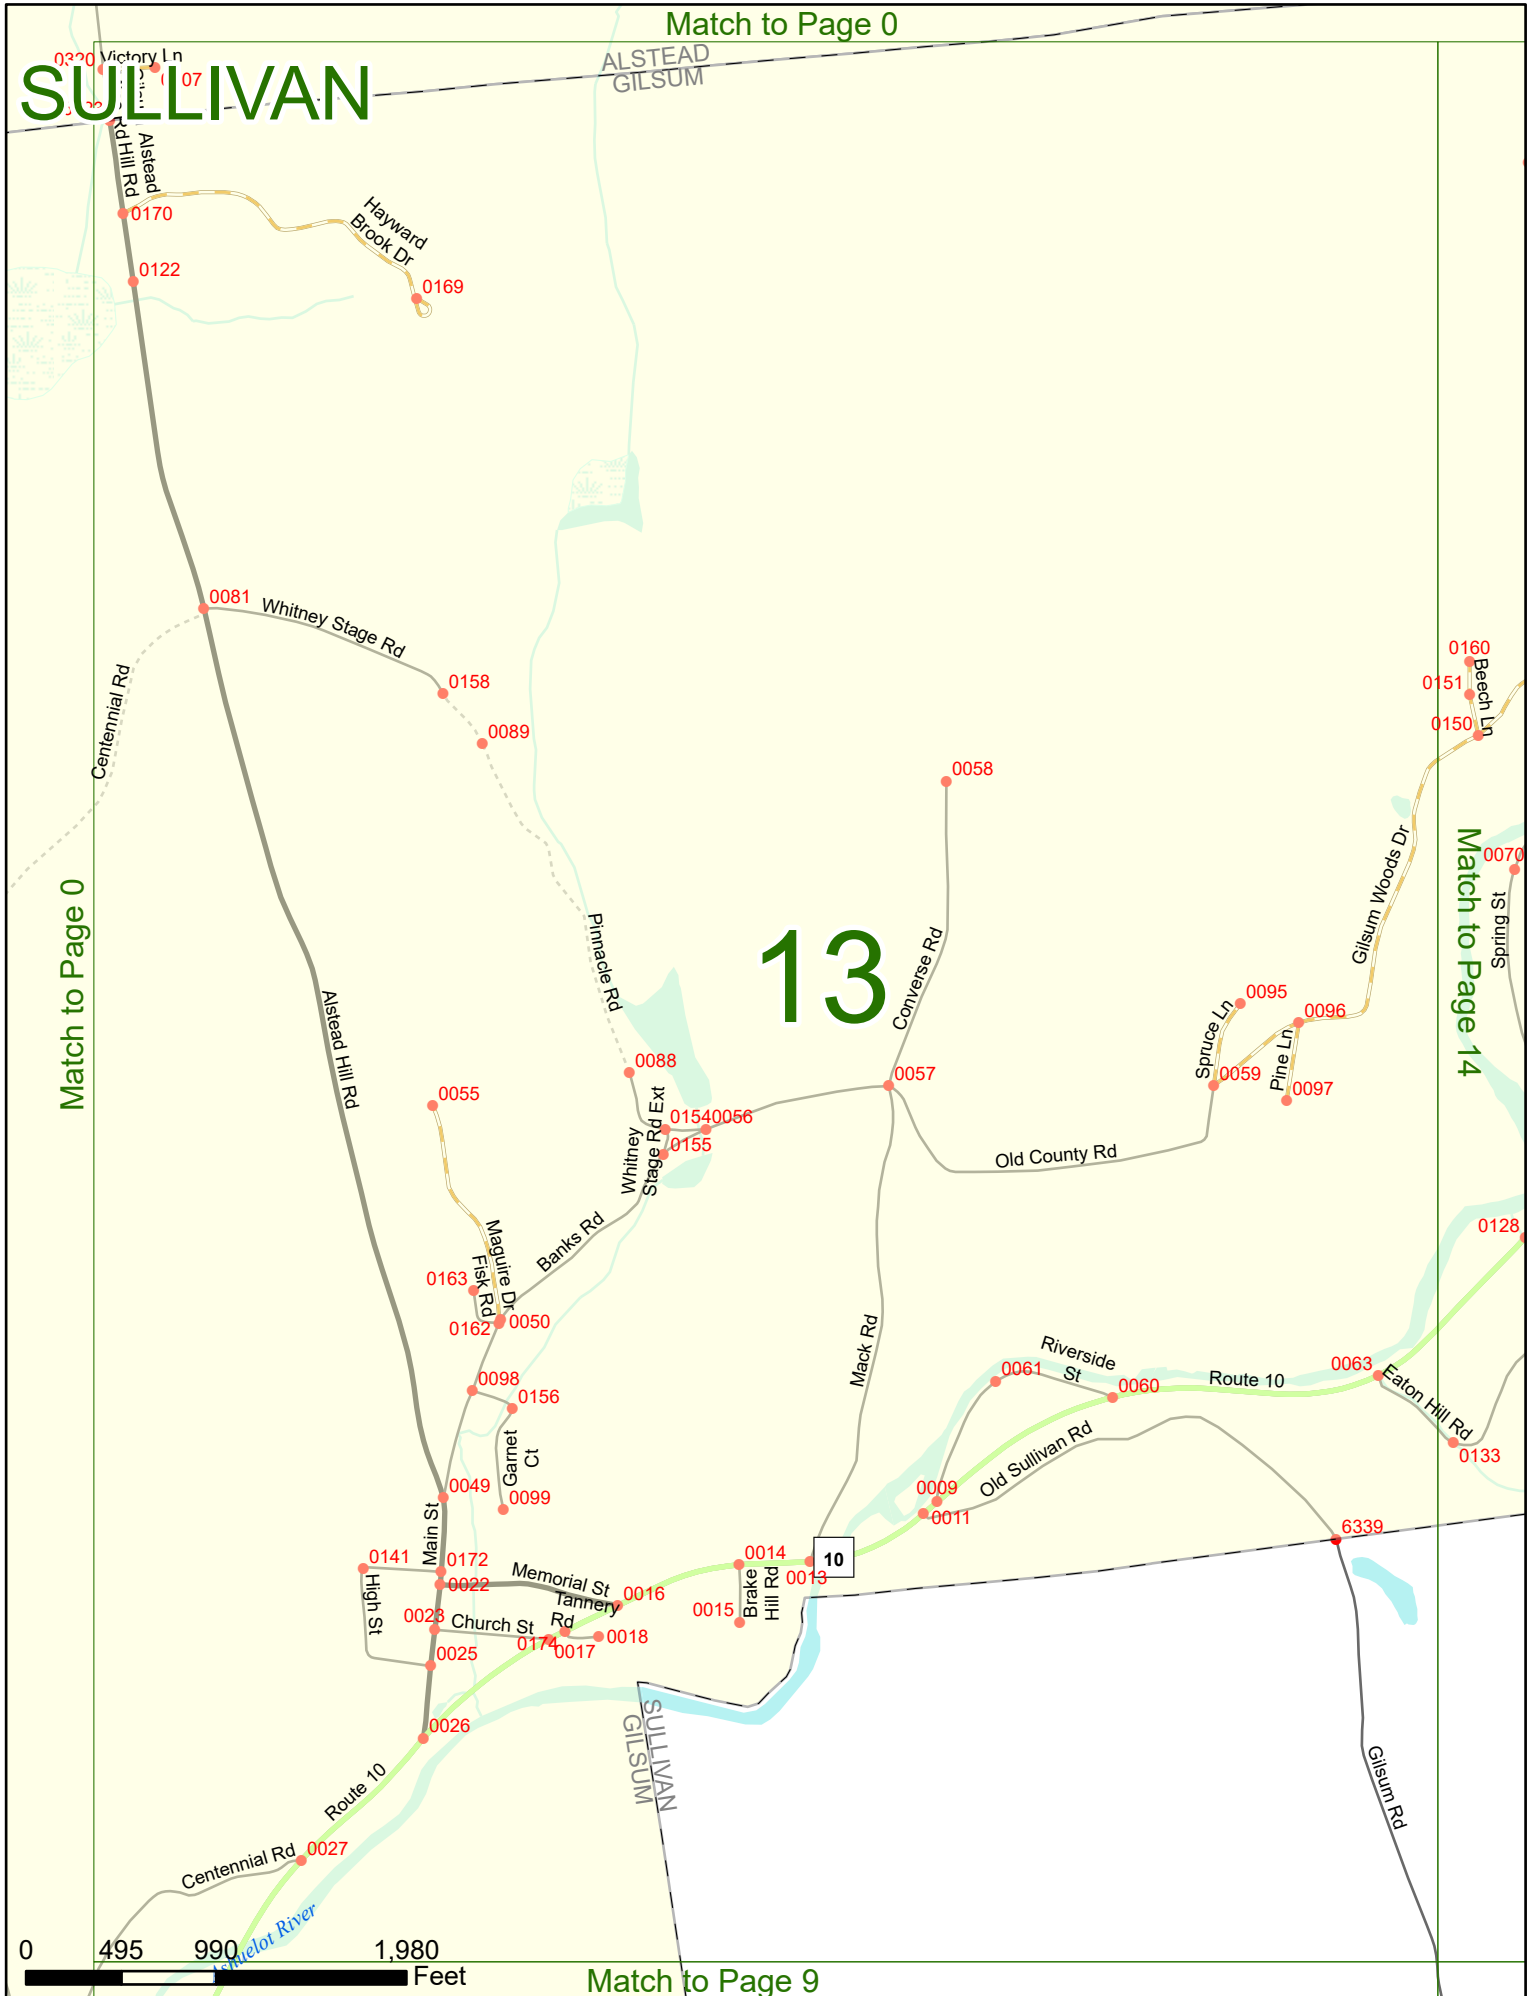 Match to Page 0
SULLIVAN
Victory Ln
ALSTEAD
GILSUM
Rd
Hill Rd
Alstead
0170
0122
Hayward
Brook Dr
0169
0081
Whitney Stage Rd
Centennial Rd
0158
0089
0160
0151
Beech Ln
0150
0058
Gilsum Woods Dr
0070
Spring St
Match to Page 0
Match to Page 14
13
Pinnacle Rd
Converse Rd
Alstead Hill Rd
0095
Spruce Ln
0096
Pine Ln
0059
0097
0088
0057
0055
0154
0056
0155
Whitney
Stage Rd Ext
Old County Rd
Banks Rd
0128
Maguire Dr
Fisk Rd
0163
0162
0050
Mack Rd
Riverside
St
0061
0060
Route 10
0063
Eaton Hill Rd
0133
0098
0156
Garnet
Ct
0099
0049
Old Sullivan Rd
0009
0011
6339
Main St
0141
0172
High St
0022
Memorial St
0014
10
0013
Brake
Hill Rd
0015
Tannery
Rd
0016
0023
Church St
0174
0017
0018
0025
0026
SULLIVAN
GILSUM
Route 10
Gilsum Rd
0027
Centennial Rd
Ashuelot River
0 495 990 1,980
Feet
Match to Page 9